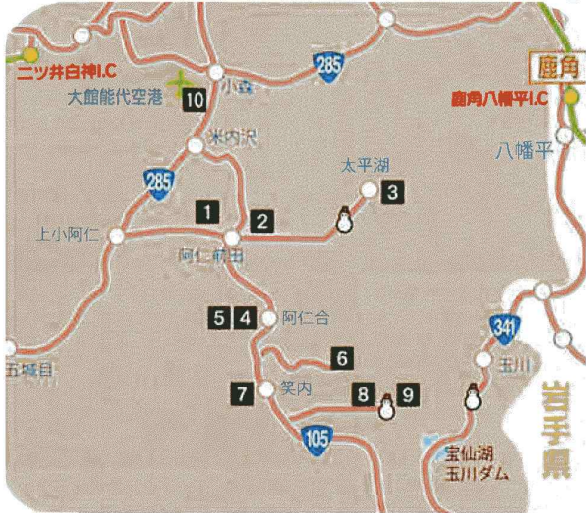 285
二ツ井白神I.C
鹿角
大館能代空港
10
小森
鹿角八幡平I.C
米内沢
八幡平
太平湖
285
3
1
2
上小阿仁
阿仁前田
5
4
阿仁合
341
五城目
6
玉川
7
笑内
8
9
岩手県
105
宝仙湖
玉川ダム